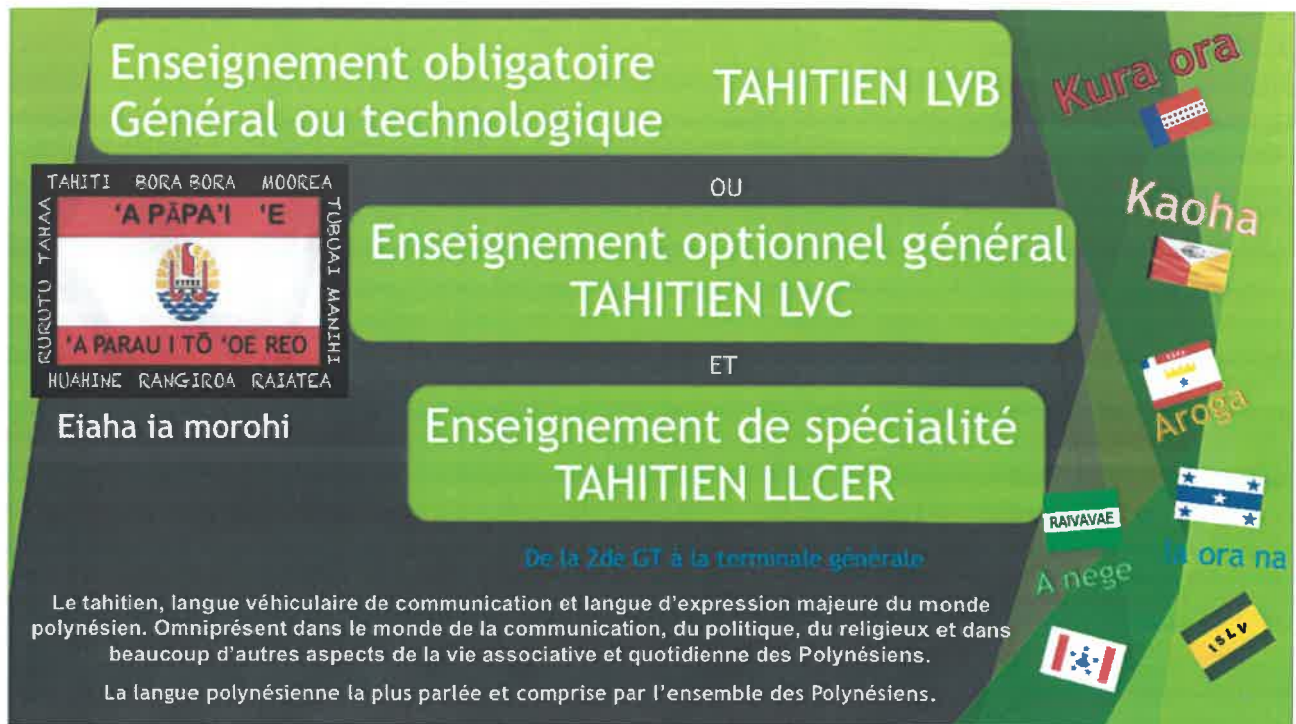 Enseignement obligatoire
Général ou technologique
TAHITIEN LVB
OU
Enseignement optionnel général
TAHITIEN LVC
ET
Enseignement de spécialité
TAHITIEN LLCER
De la 2de GT à la terminale générale
TAHITI BORA BORA MOOREA
RURUTU TAHAA
'A PĀPA'I 'E
'A PARAU I TŌ 'OE REO
TUBUAI MANIHI
HUAHINE RANGIROA RAIATEA
Eiaha ia morohi
Kura ora
Kaoha
Aroga
RAIVAVAE
A nege
Ia ora na
ISLV
Le tahitien, langue véhiculaire de communication et langue d'expression majeure du monde
polynésien. Omniprésent dans le monde de la communication, du politique, du religieux et dans
beaucoup d'autres aspects de la vie associative et quotidienne des Polynésiens.
La langue polynésienne la plus parlée et comprise par l'ensemble des Polynésiens.